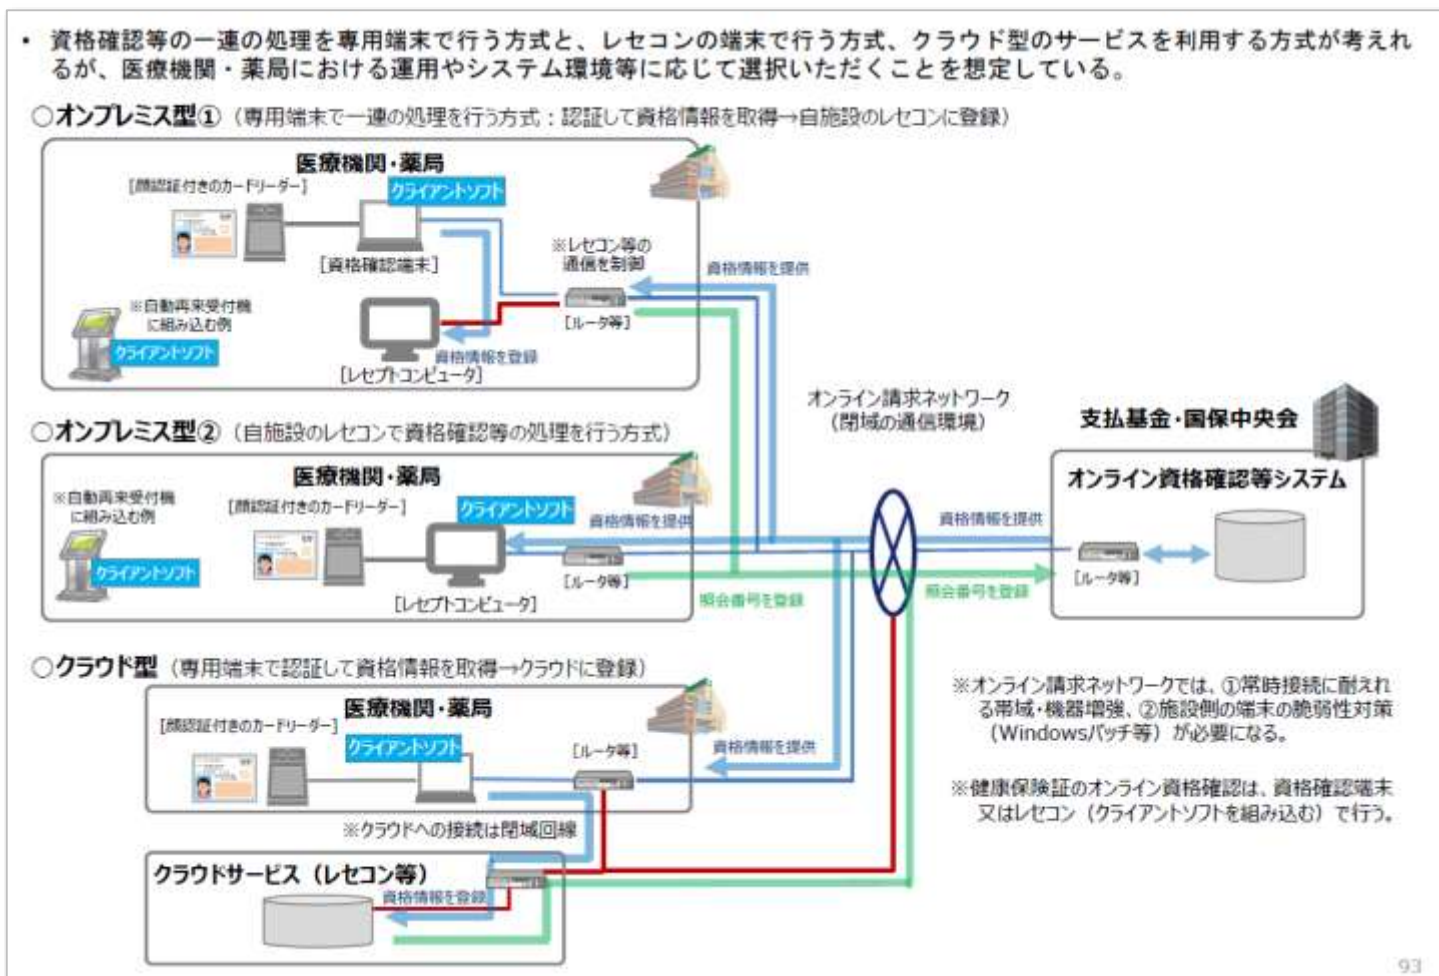 ・ 資格確認等の一連の処理を専用端末で行う方式と、レセコンの端末で行う方式、クラウド型のサービスを利用する方式が考えれ
るが、医療機関・薬局における運用やシステム環境等に応じて選択いただくことを想定している。
○オンプレミス型①（専用端末で一連の処理を行う方式：認証して資格情報を取得→自施設のレセコンに登録）
医療機関・薬局
[顔認証付きのカードリーダー]
クライアントソフト
[資格確認端末]
※レセコン等の
通信を制御
資格情報を提供
※自動再来受付機
に組み込む例
クライアントソフト
[ルータ等]
資格情報を登録
[レセプトコンピュータ]
オンライン請求ネットワーク
（閉域の通信環境）
支払基金・国保中央会
○オンプレミス型②（自施設のレセコンで資格確認等の処理を行う方式）
医療機関・薬局
※自動再来受付機
に組み込む例
[顔認証付きのカードリーダー]
クライアントソフト
資格情報を提供
クライアントソフト
[ルータ等]
[レセプトコンピュータ]
照会番号を登録
オンライン資格確認等システム
資格情報を提供
[ルータ等]
照会番号を登録
○クラウド型（専用端末で認証して資格情報を取得→クラウドに登録）
医療機関・薬局
[顔認証付きのカードリーダー]
クライアントソフト
[ルータ等]
資格情報を提供
※クラウドへの接続は閉域回線
クラウドサービス（レセコン等）
資格情報を登録
※オンライン請求ネットワークでは、①常時接続に耐えれ
る帯域・機器増強、②施設側の端末の脆弱性対策
（Windowsパッチ等）が必要になる。
※健康保険証のオンライン資格確認は、資格確認端末
又はレセコン（クライアントソフトを組み込む）で行う。
93